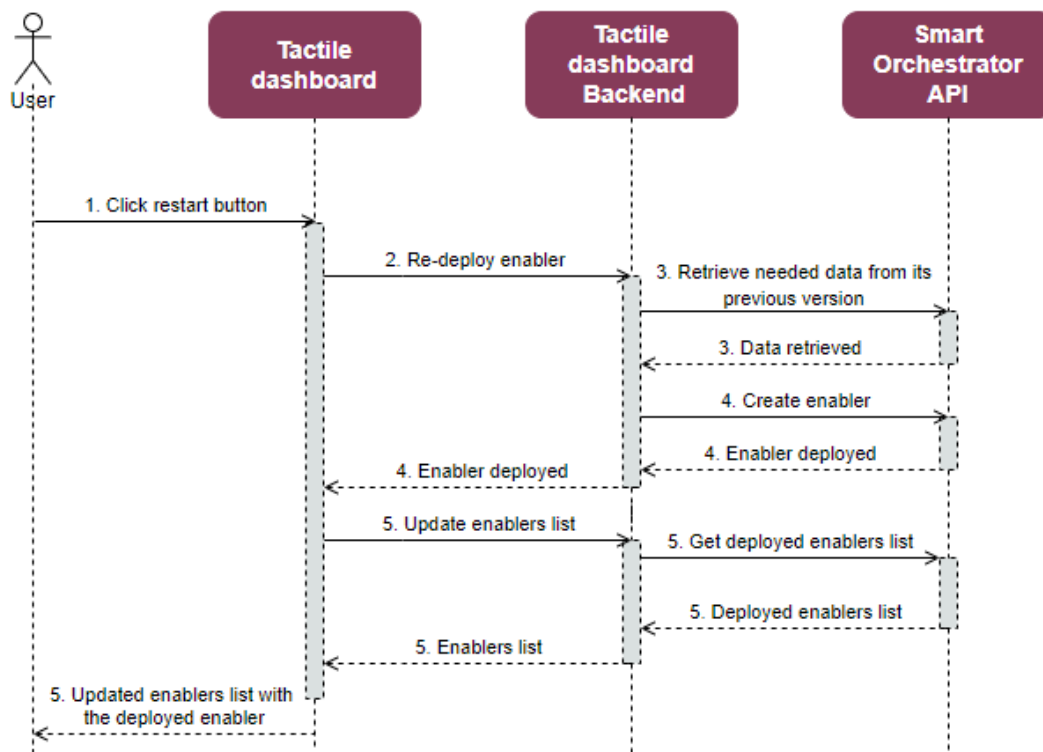 User
Tactile
dashboard
Tactile
dashboard
Backend
Smart
Orchestrator
API
1. Click restart button
2. Re-deploy enabler
3. Retrieve needed data from its
previous version
3. Data retrieved
4. Create enabler
4. Enabler deployed
4. Enabler deployed
5. Update enablers list
5. Get deployed enablers list
5. Deployed enablers list
5. Enablers list
5. Updated enablers list with
the deployed enabler